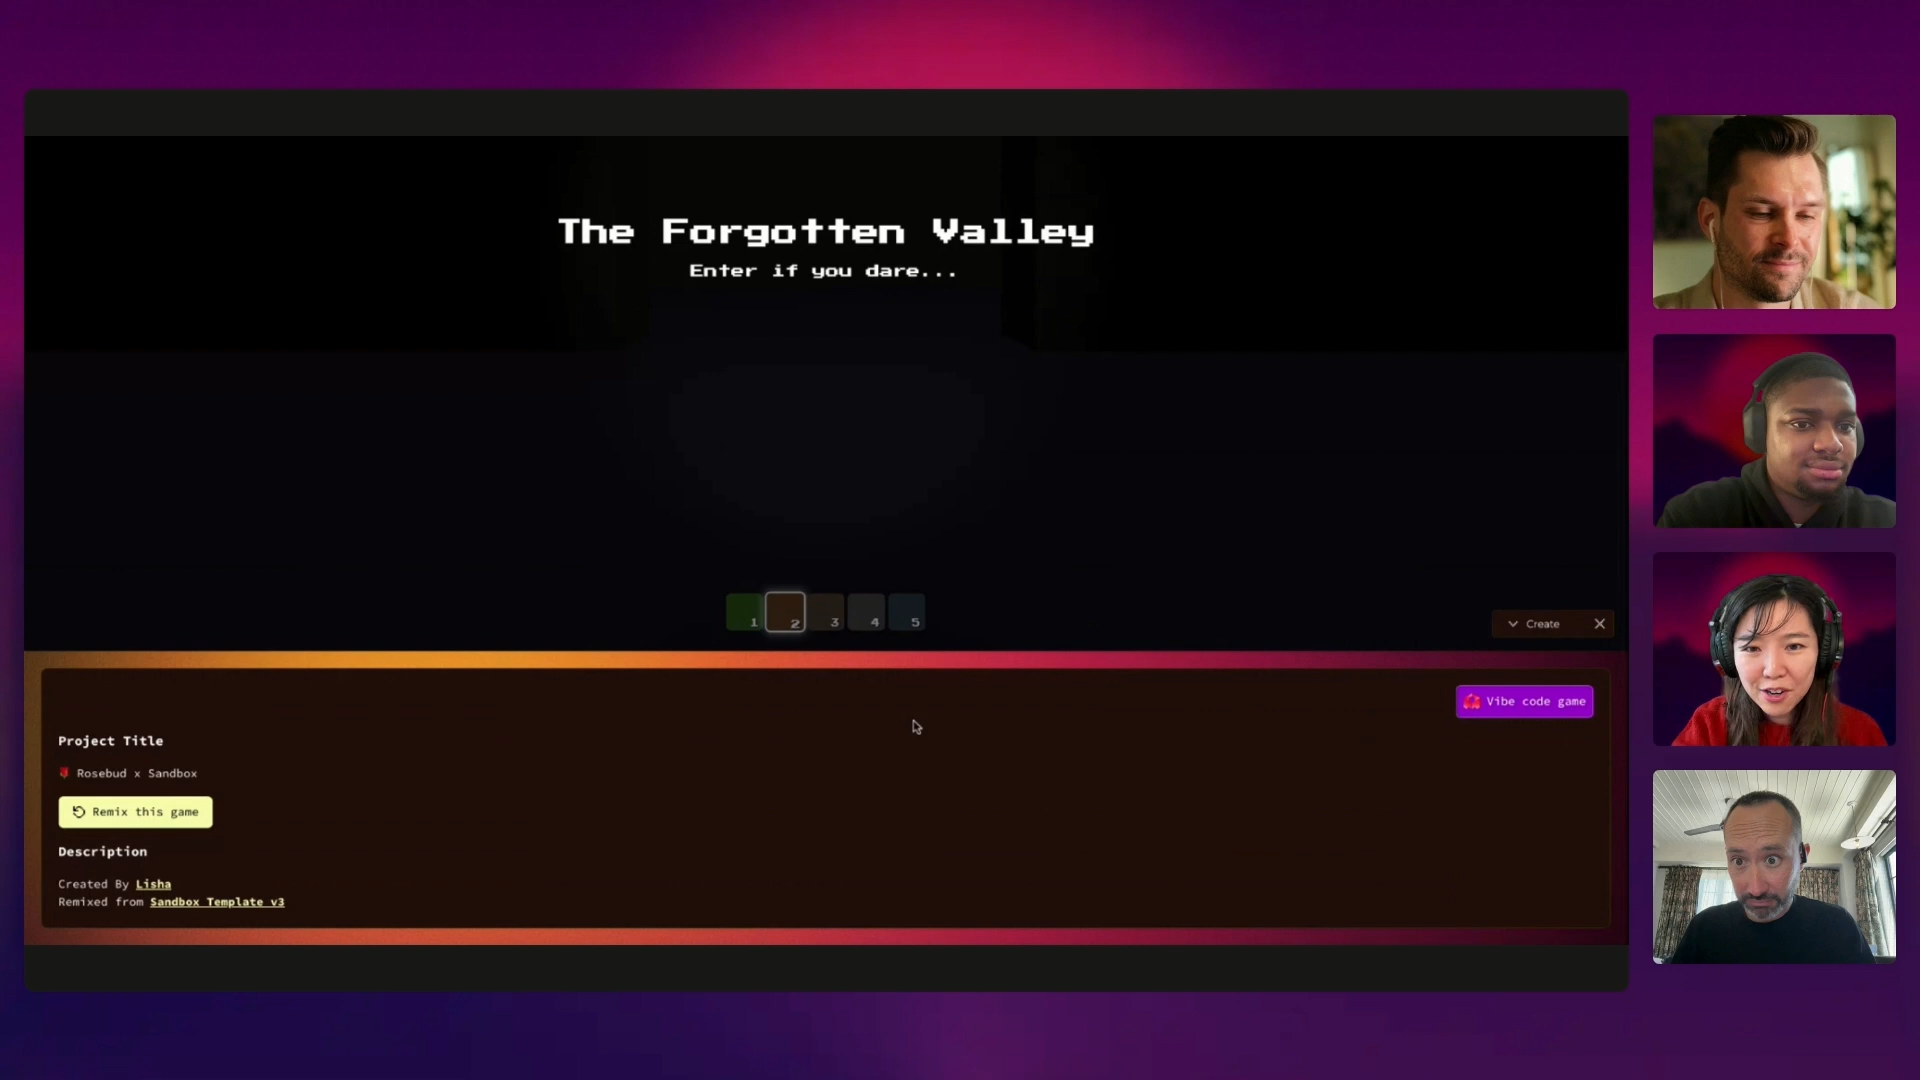 The Forgotten Valley
Enter if you dare...
1 2 3 4 5
Create
Vibe code game
Project Title
Rosebud x Sandbox
Remix this game
Description
Created By Lisha
Remixed from Sandbox Template v3